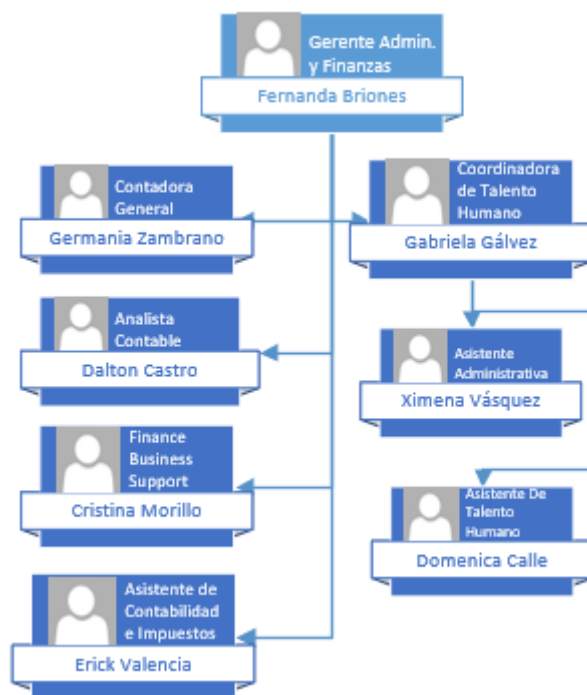 Gerente Admin.
y Finanzas
Fernanda Briones
Contadora
General
Germania Zambrano
Coordinadora
de Talento
Humano
Gabriela Gálvez
Analista
Contable
Dalton Castro
Asistente
Administrativa
Ximena Vásquez
Finance
Business
Support
Cristina Morillo
Asistente De
Talento
Humano
Domenica Calle
Asistente de
Contabilidad
e Impuestos
Erick Valencia